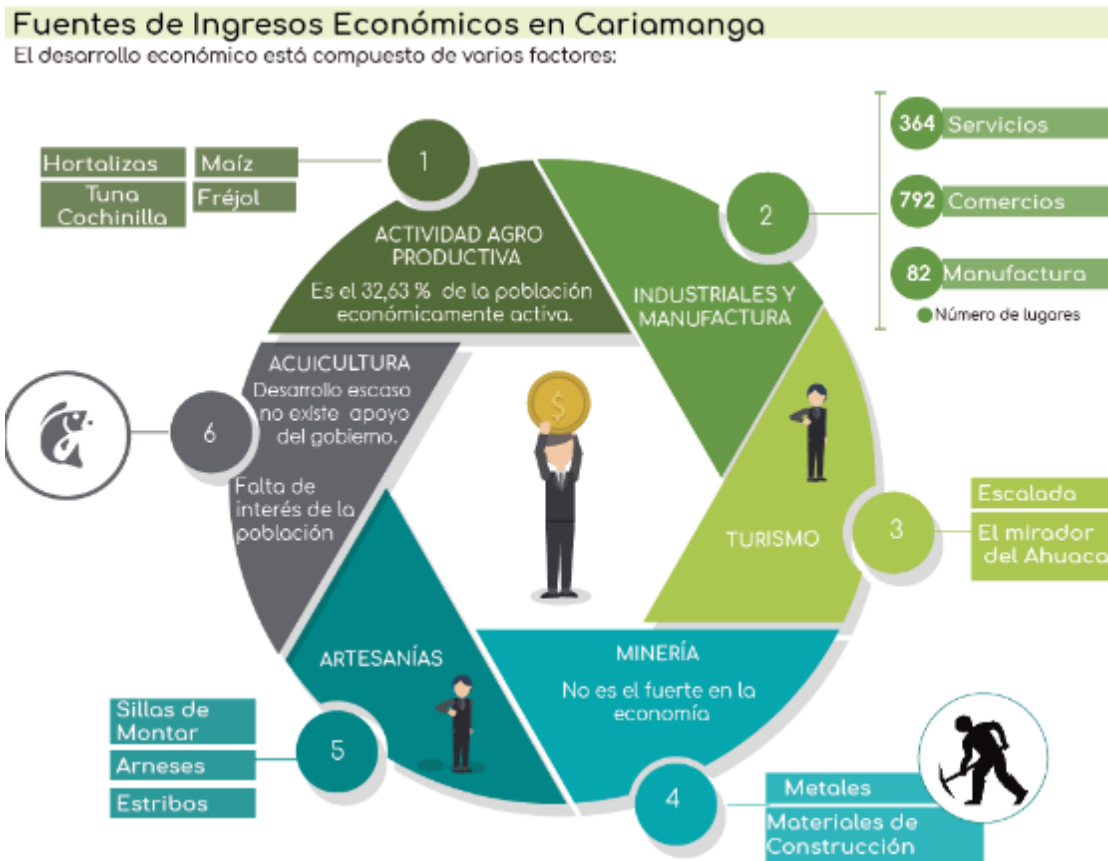 Fuentes de Ingresos Económicos en Cariamanga
El desarrollo económico está compuesto de varios factores:
1
Hortalizas
Maíz
Tuna
Cochinilla
Fréjol
ACTIVIDAD AGRO
PRODUCTIVA
Es el 32,63 % de la población
económicamente activa.
2
INDUSTRIALES Y
MANUFACTURA
364 Servicios
792 Comercios
82 Manufactura
Número de lugares
TURISMO
3
Escalada
El mirador
del Ahuaca
MINERÍA
No es el fuerte en la
economía
4
Metales
Materiales de
Construcción
ARTESANÍAS
5
Sillas de
Montar
Arneses
Estribos
ACUICULTURA
Desarrollo escaso
no existe apoyo
del gobierno.
Falta de
interés de la
población
6
$